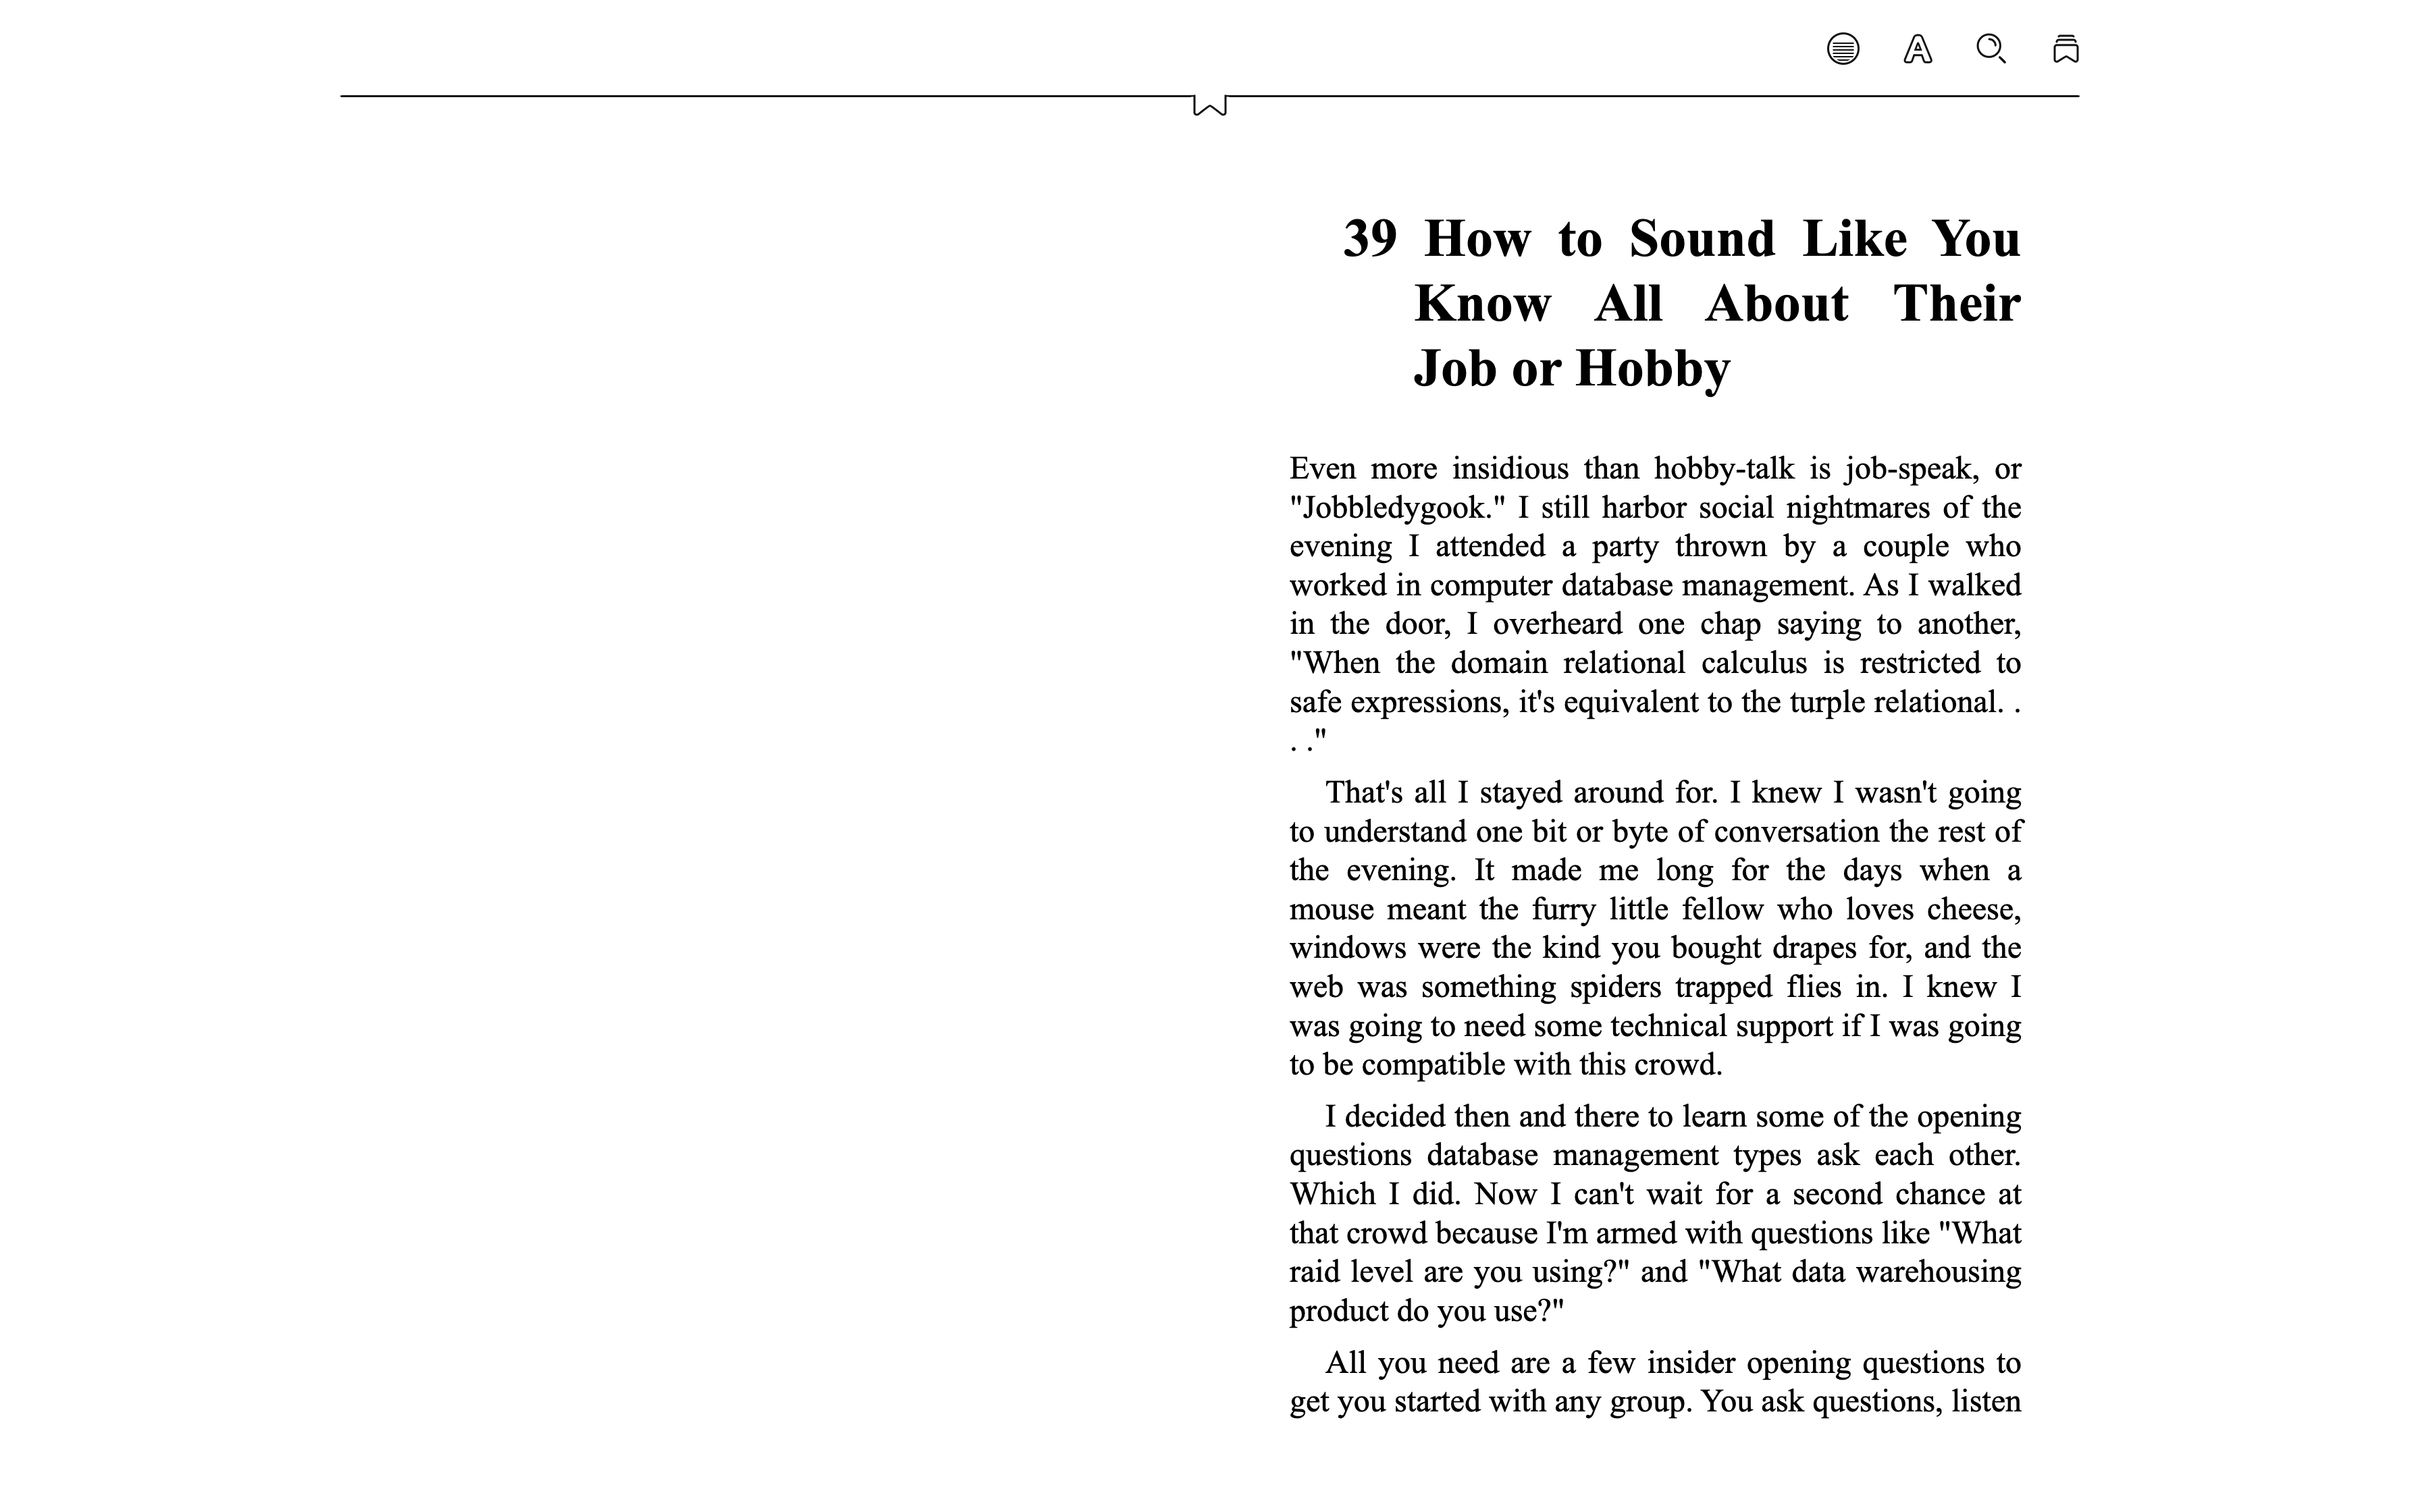 39 How to Sound Like You
Know All About Their
Job or Hobby
Even more insidious than hobby-talk is job-speak, or
"Jobbledygook." I still harbor social nightmares of the
evening I attended a party thrown by a couple who
worked in computer database management. As I walked
in the door, I overheard one chap saying to another,
"When the domain relational calculus is restricted to
safe expressions, it's equivalent to the turple relational. .
. ."
That's all I stayed around for. I knew I wasn't going
to understand one bit or byte of conversation the rest of
the evening. It made me long for the days when a
mouse meant the furry little fellow who loves cheese,
windows were the kind you bought drapes for, and the
web was something spiders trapped flies in. I knew I
was going to need some technical support if I was going
to be compatible with this crowd.
I decided then and there to learn some of the opening
questions database management types ask each other.
Which I did. Now I can't wait for a second chance at
that crowd because I'm armed with questions like "What
raid level are you using?" and "What data warehousing
product do you use?"
All you need are a few insider opening questions to
get you started with any group. You ask questions, listen